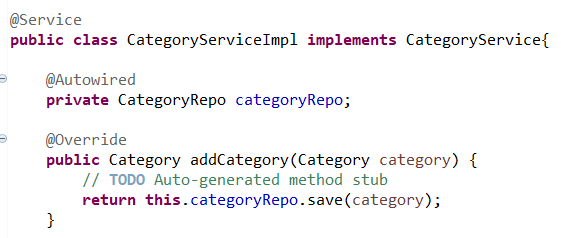 @Service
public class CategoryServiceImpl implements CategoryService{
@Autowired
private CategoryRepo categoryRepo;
@Override
public Category addCategory(Category category) {
// TODO Auto-generated method stub
return this.categoryRepo.save(category);
}